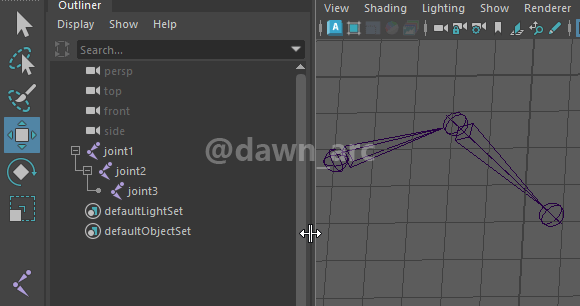 Outliner
Display Show Help
Search...
persp
top
front
side
joint1
joint2
joint3
defaultLightSet
defaultObjectSet
View Shading Lighting Show Renderer
A
@dawn_arc